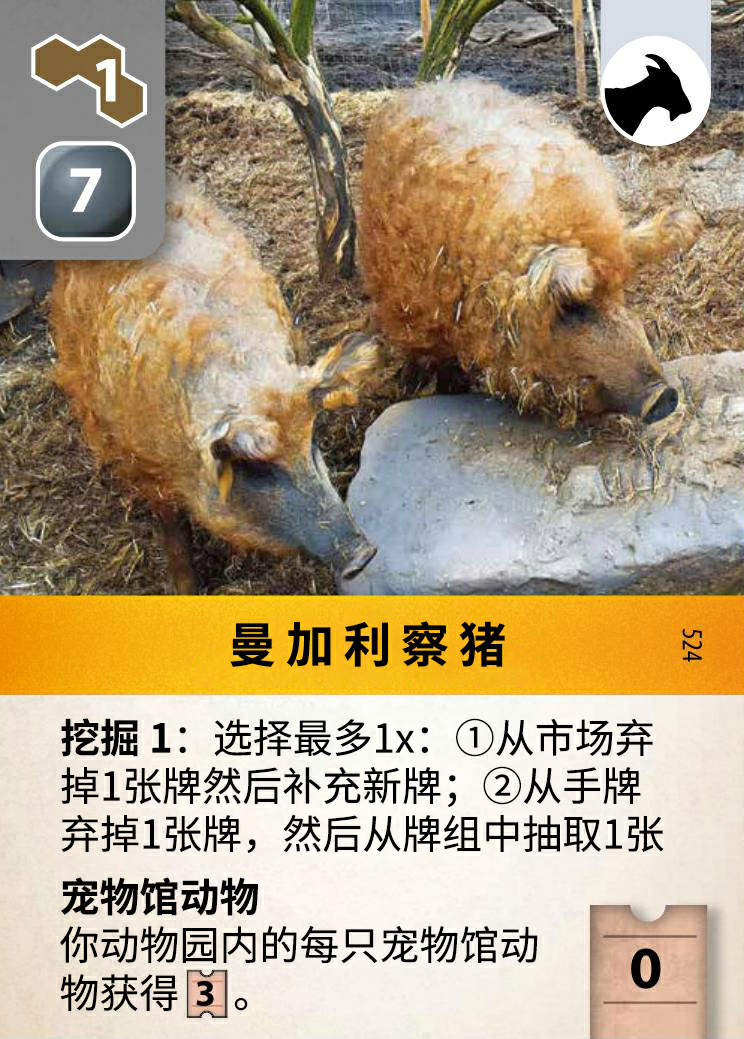 1
7
曼加利察猪
524
挖掘 1：选择最多1x：①从市场弃
掉1张牌然后补充新牌；②从手牌
弃掉1张牌，然后从牌组中抽取1张
宠物馆动物
你动物园内的每只宠物馆动
物获得 3 。
0